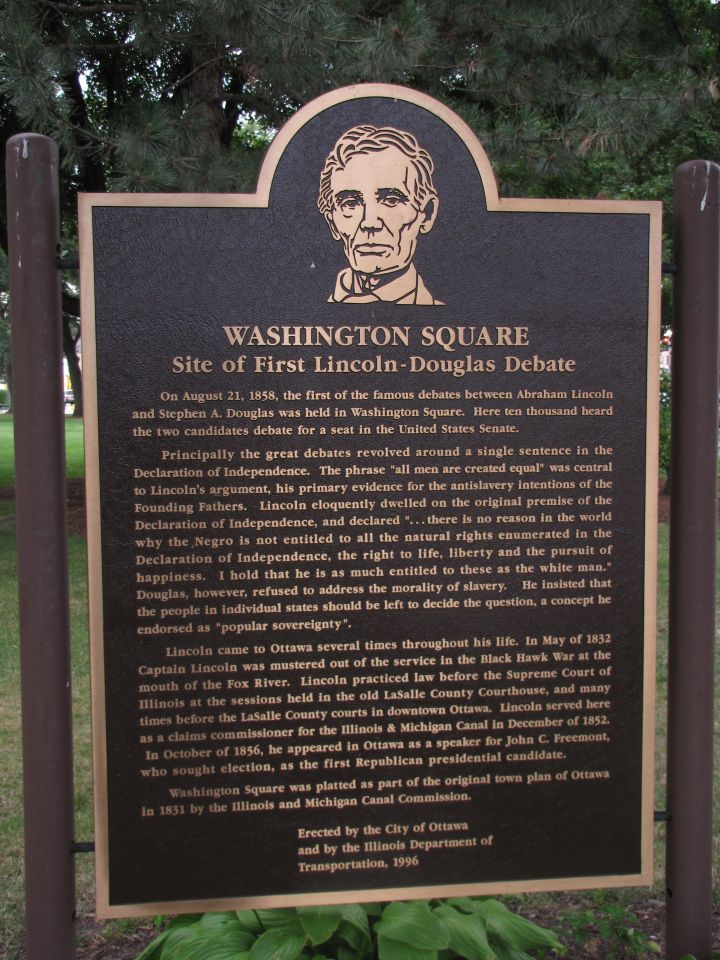 WASHINGTON SQUARE
Site of First Lincoln-Douglas Debate
On August 21, 1858, the first of the famous debates between Abraham Lincoln
and Stephen A. Douglas was held in Washington Square. Here ten thousand heard
the two candidates debate for a seat in the United States Senate.
Principally the great debates revolved around a single sentence in the
Declaration of Independence. The phrase "all men are created equal" was central
to Lincoln's argument, his primary evidence for the antislavery intentions of the
Founding Fathers. Lincoln eloquently dwelled on the original premise of the
Declaration of Independence, and declared "...there is no reason in the world
why the Negro is not entitled to all the natural rights enumerated in the
Declaration of Independence, the right to life, liberty and the pursuit of
happiness. I hold that he is as much entitled to these as the white man."
Douglas, however, refused to address the morality of slavery. He insisted that
the people in individual states should be left to decide the question, a concept he
endorsed as "popular sovereignty".
Lincoln came to Ottawa several times throughout his life. In May of 1832
Captain Lincoln was mustered out of the service in the Black Hawk War at the
mouth of the Fox River. Lincoln practiced law before the Supreme Court of
Illinois at the sessions held in the old LaSalle County Courthouse, and many
times before the LaSalle County courts in downtown Ottawa. Lincoln served here
as a claims commissioner for the Illinois & Michigan Canal in December of 1852.
In October of 1856, he appeared in Ottawa as a speaker for John C. Freemont,
who sought election, as the first Republican presidential candidate.
Washington Square was platted as part of the original town plan of Ottawa
in 1831 by the Illinois and Michigan Canal Commission.
Erected by the City of Ottawa
and by the Illinois Department of
Transportation, 1996